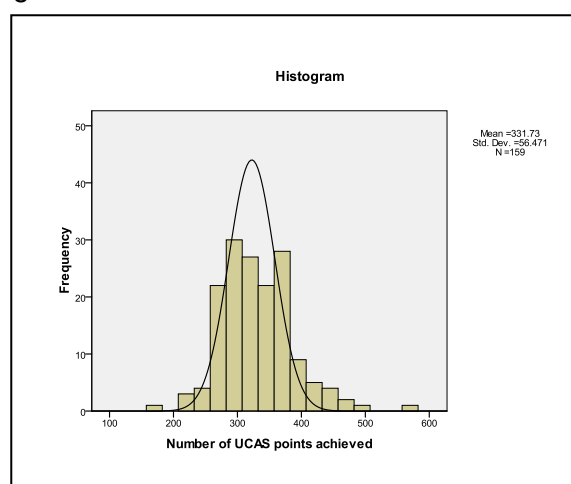 Histogram
Mean =331.73
Std. Dev. =56.471
N =159
50
40
30
20
10
0
Frequency
100 200 300 400 500 600
Number of UCAS points achieved